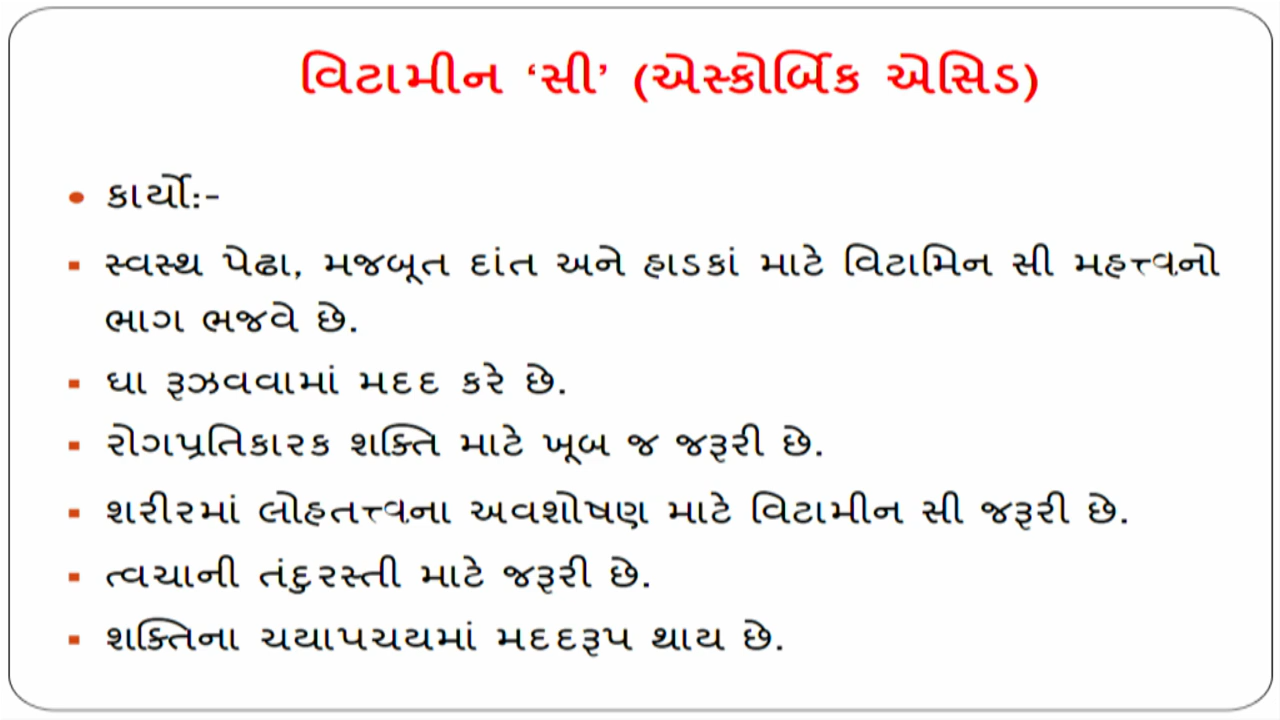 વિટામીન ‘સી’ (એસ્કોર્બિક એસિડ)
• કાર્યો:-
▪ સ્વસ્થ પેઢા, મજબૂત દાંત અને હાડકાં માટે વિટામિન સી મહત્ત્વનો
ભાગ ભજવે છે.
▪ ઘા રૂઝવવામાં મદદ કરે છે.
▪ રોગપ્રતિકારક શક્તિ માટે ખૂબ જ જરૂરી છે.
▪ શરીરમાં લોહતત્ત્વના અવશોષણ માટે વિટામીન સી જરૂરી છે.
▪ ત્વચાની તંદુરસ્તી માટે જરૂરી છે.
▪ શક્તિના ચયાપચયમાં મદદરૂપ થાય છે.